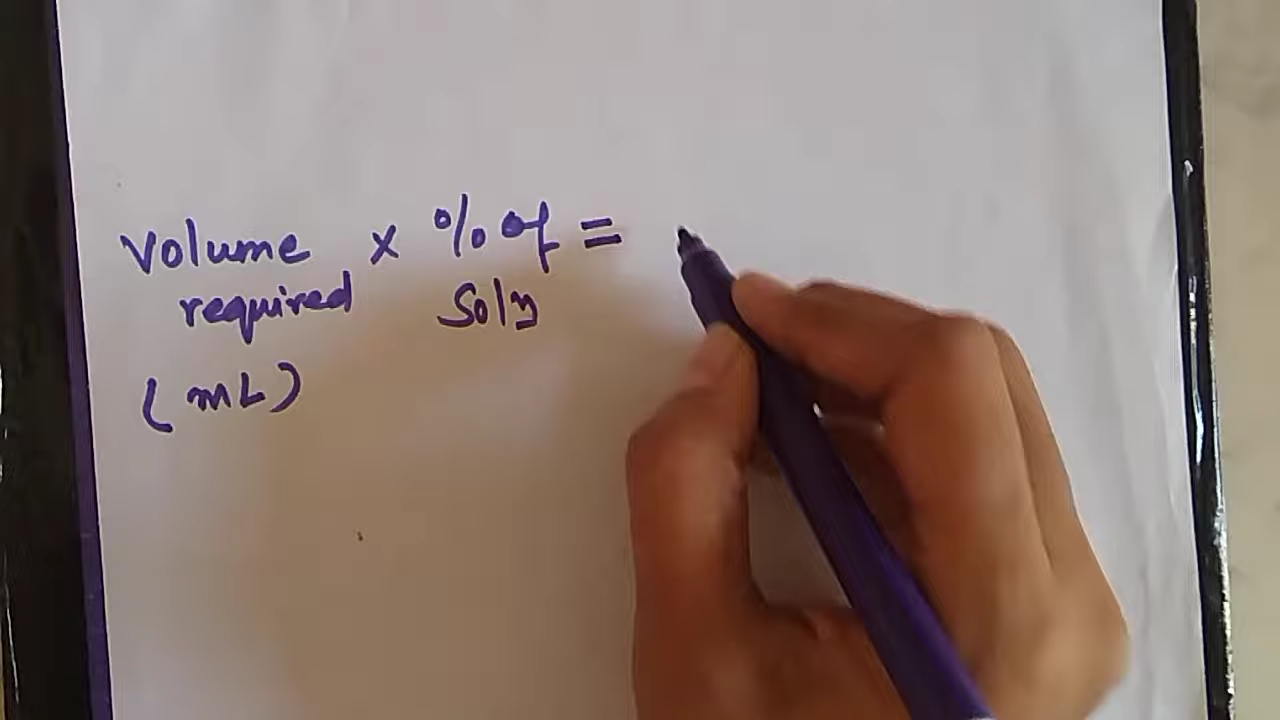 volume x % of =
required Soln
(mL)